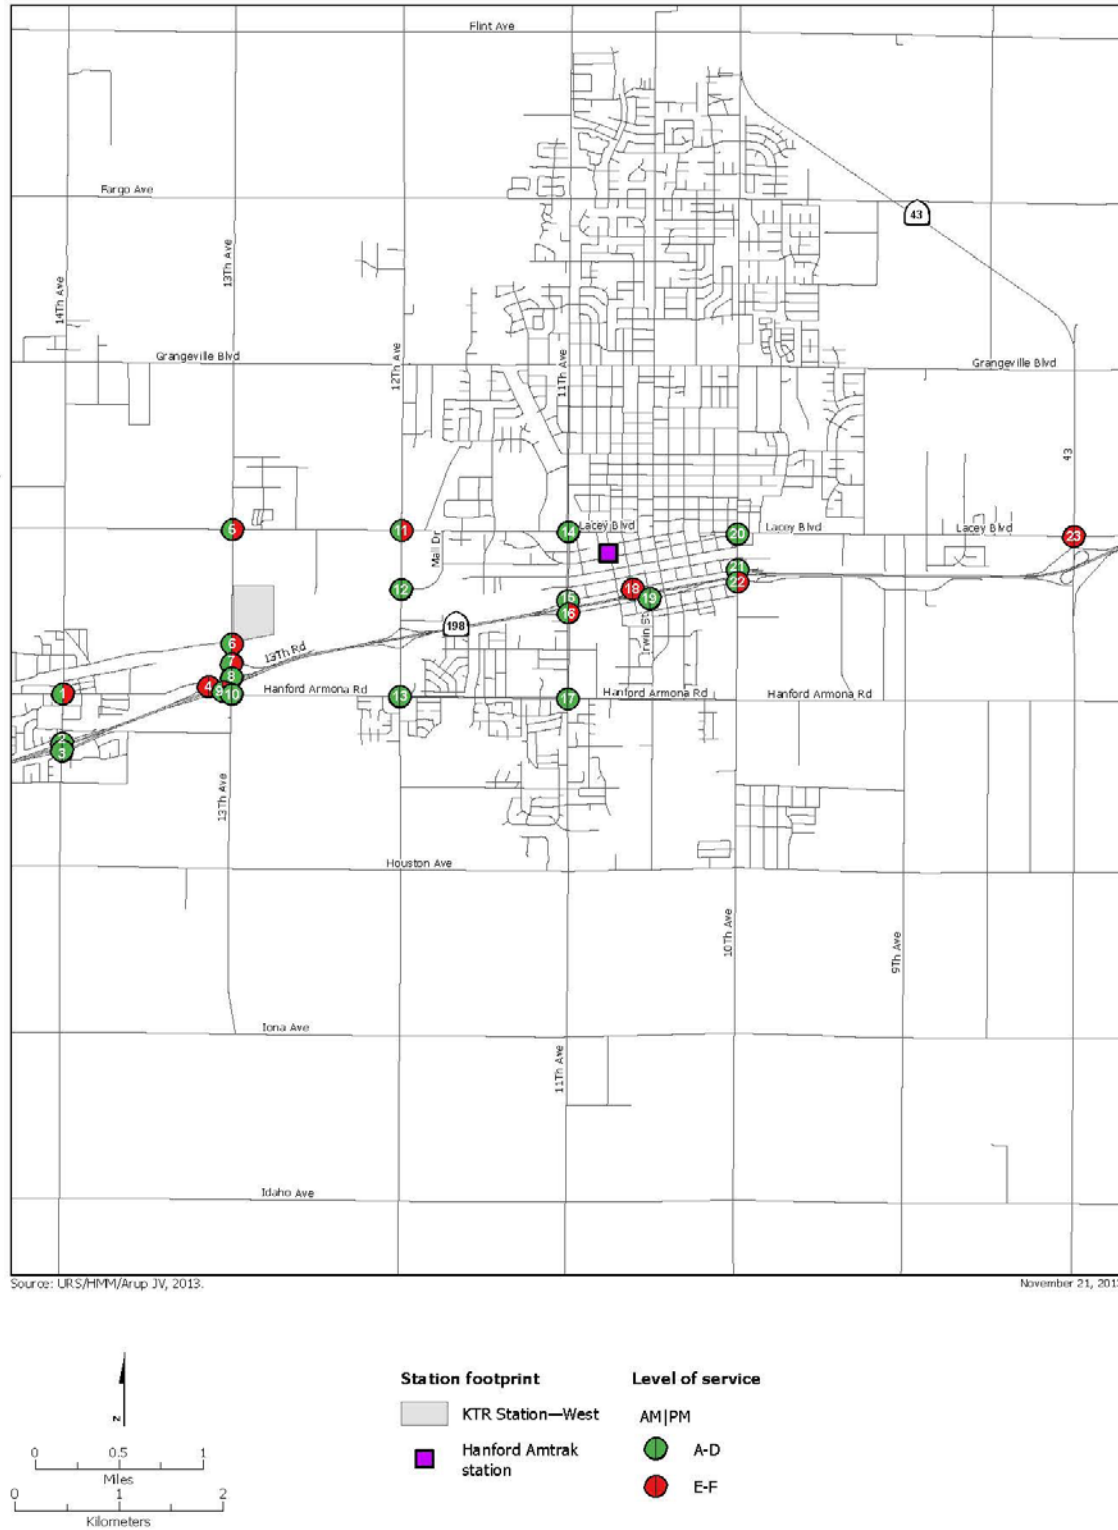 Flint Ave
Fargo Ave
43
13Th Ave
14Th Ave
Grangeville Blvd
12Th Ave
11Th Ave
Grangeville Blvd
43
5
11
Mall Dr
14
Lacey Blvd
20
Lacey Blvd
Lacey Blvd
23
12
21
22
18
19
15
16
198
Irwin St
6
13Th Rd
7
8
4
9
10
1
Hanford Armona Rd
13
17
Hanford Armona Rd
Hanford Armona Rd
2
3
13Th Ave
Houston Ave
10Th Ave
9Th Ave
Iona Ave
11Th Ave
Idaho Ave
Source: URS/HMM/Arup JV, 2013.
November 21, 201
Station footprint
Level of service
KTR Station—West
AM|PM
Hanford Amtrak
station
A-D
E-F
N
0 0.5 1
Miles
0 1 2
Kilometers